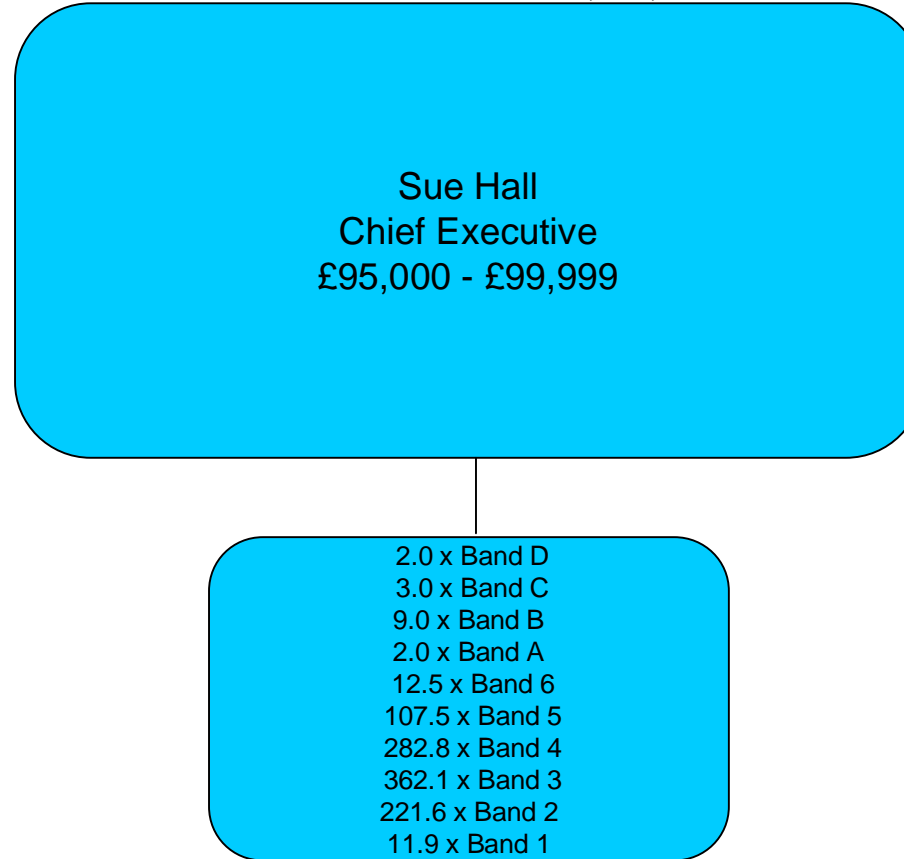 Sue Hall
Chief Executive
£95,000 - £99,999
2.0 x Band D
3.0 x Band C
9.0 x Band B
2.0 x Band A
12.5 x Band 6
107.5 x Band 5
282.8 x Band 4
362.1 x Band 3
221.6 x Band 2
11.9 x Band 1